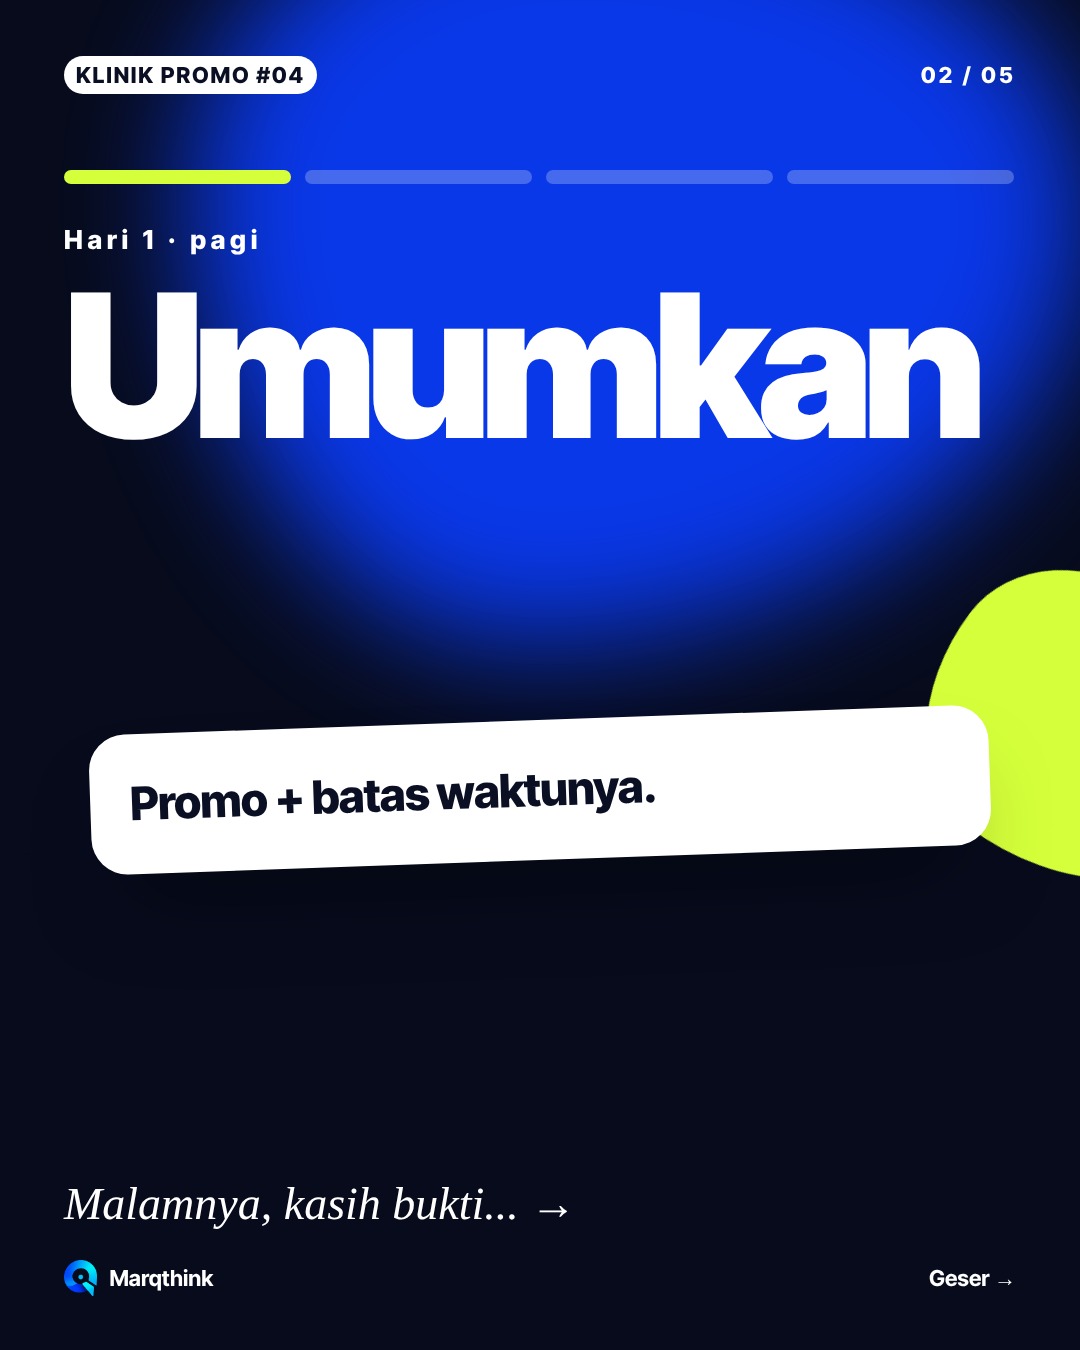 KLINIK PROMO #04
02 / 05
Hari 1 · pagi
Umumkan
Promo + batas waktunya.
Malamnya, kasih bukti... →
Marqthink
Geser →